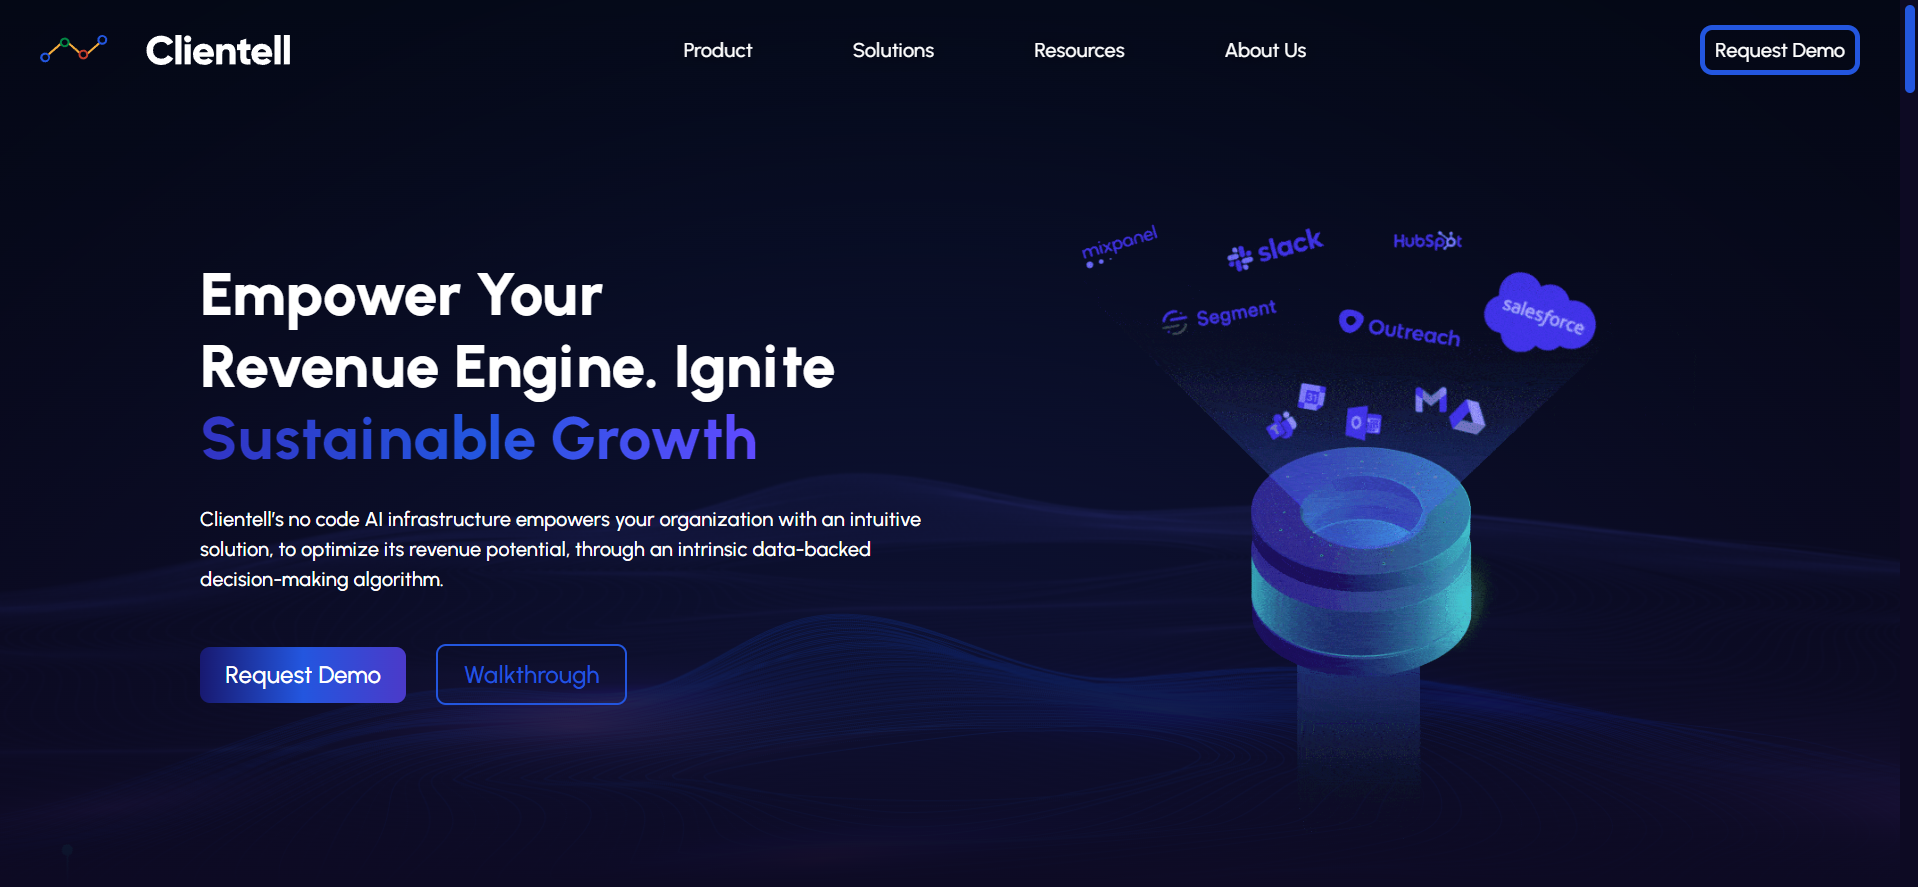 Clientell
Product
Solutions
Resources
About Us
Request Demo
Empower Your
Revenue Engine. Ignite
Sustainable Growth
Clientell's no code AI infrastructure empowers your organization with an intuitive
solution, to optimize its revenue potential, through an intrinsic data-backed
decision-making algorithm.
Request Demo
Walkthrough
mixpanel
slack
HubSpot
Segment
Outreach
salesforce
31
T
O